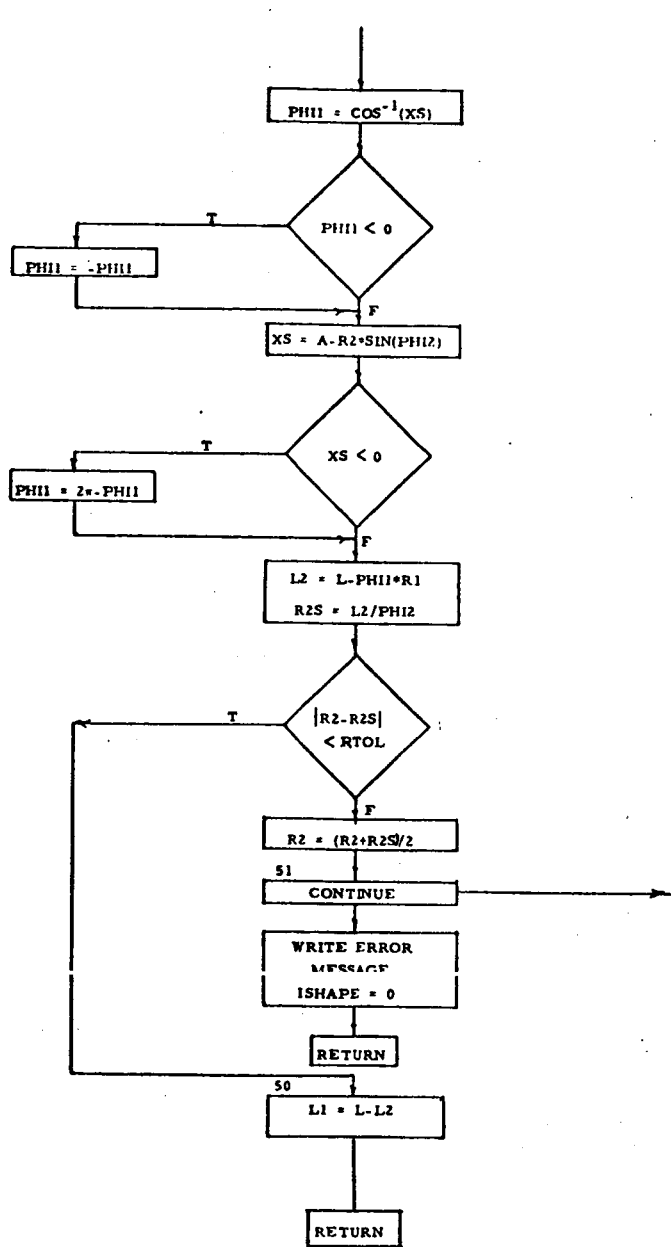 PHI1 = COS⁻¹(XS)
PHI1 < 0
T
PHI1 = -PHI1
F
XS = A-R2*SIN(PHI2)
XS < 0
T
PHI1 = 2π-PHI1
F
L2 = L-PHI1*R1
R2S = L2/PHI2
|R2-R2S|
< RTOL
T
F
R2 = (R2+R2S)/2
51
CONTINUE
WRITE ERROR
MESSAGE
ISHAPE = 0
RETURN
50
L1 = L-L2
RETURN